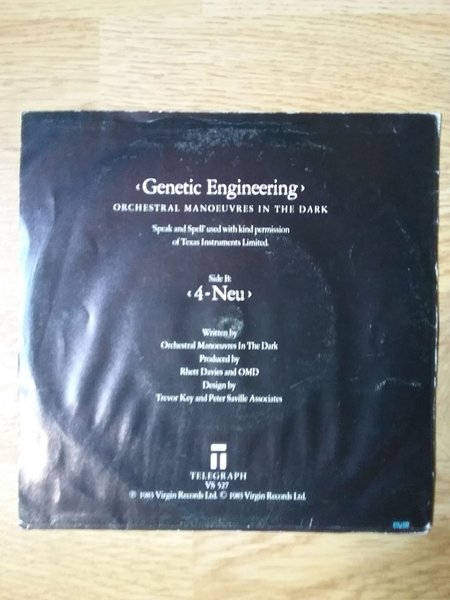 ‹Genetic Engineering›
ORCHESTRAL MANOEUVRES IN THE DARK
'Speak and Spell' used with kind permission
of Texas Instruments Limited.
Side B:
‹4-Neu›
Written by
Orchestral Manoeuvres In The Dark
Produced by
Rhett Davies and OMD
Design by
Trevor Key and Peter Saville Associates
TELEGRAPH
VS 527
℗ 1983 Virgin Records Ltd. © 1983 Virgin Records Ltd.